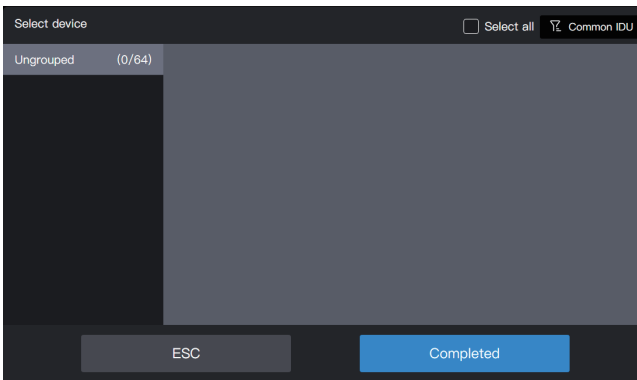 Select device
Select all
Common IDU
Ungrouped (0/64)
ESC
Completed